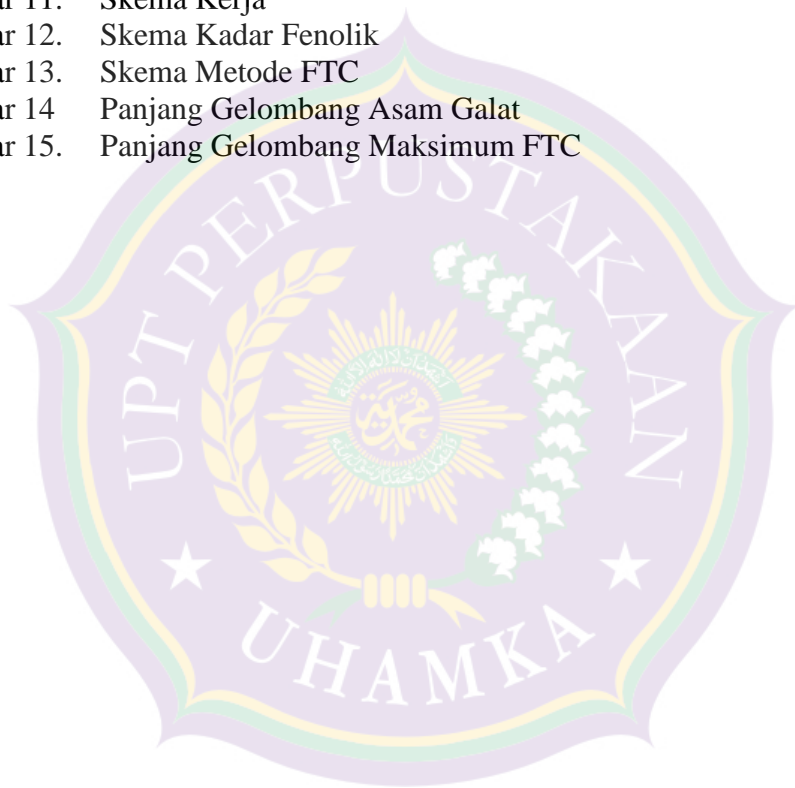 ar 11. Skema Kerja
ar 12. Skema Kadar Fenolik
ar 13. Skema Metode FTC
ar 14 Panjang Gelombang Asam Galat
ar 15. Panjang Gelombang Maksimum FTC
UPT PERPUSTAKAAN
محمدية
UHAMKA